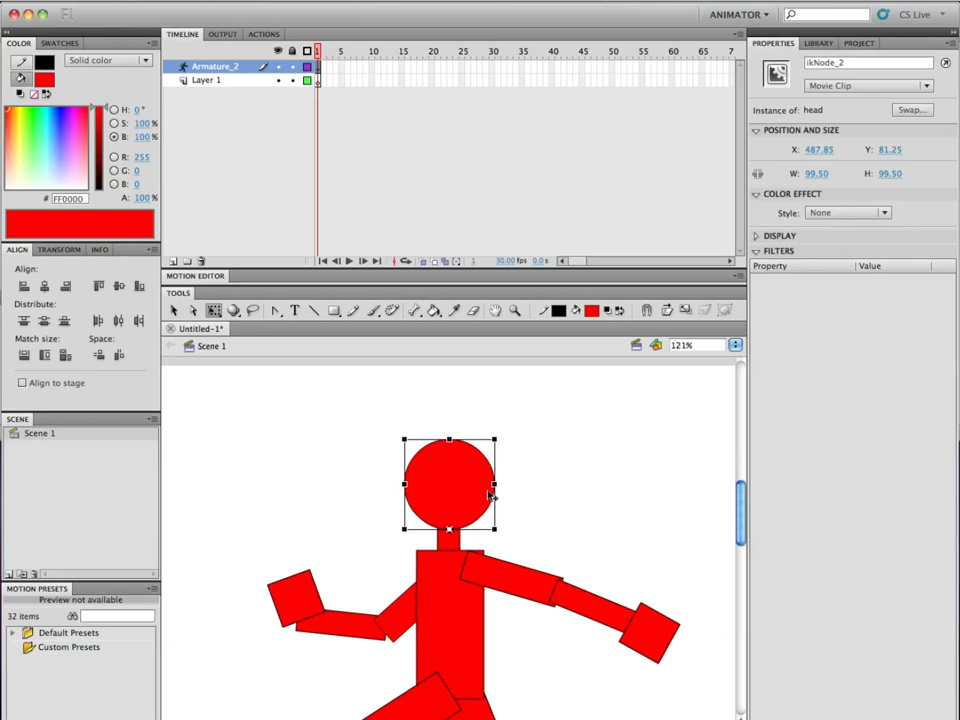 Fl
ANIMATOR
CS Live
COLOR SWATCHES
Solid color
H: 0 °
S: 100 %
B: 100 %
R: 255
G: 0
B: 0
A: 100 %
# FF0000
ALIGN TRANSFORM INFO
Align:
Distribute:
Match size: Space:
Align to stage
SCENE
Scene 1
MOTION PRESETS
Preview not available
32 items
Default Presets
Custom Presets
TIMELINE OUTPUT ACTIONS
1 5 10 15 20 25 30 35 40 45 50 55 60 65 7
Armature_2
Layer 1
1 30.00 fps 0.0 s
MOTION EDITOR
TOOLS
T
Untitled-1*
Scene 1
121%
PROPERTIES LIBRARY PROJECT
ikNode_2
Movie Clip
Instance of: head Swap...
POSITION AND SIZE
X: 487.85 Y: 81.25
W: 99.50 H: 99.50
COLOR EFFECT
Style: None
DISPLAY
FILTERS
Property Value